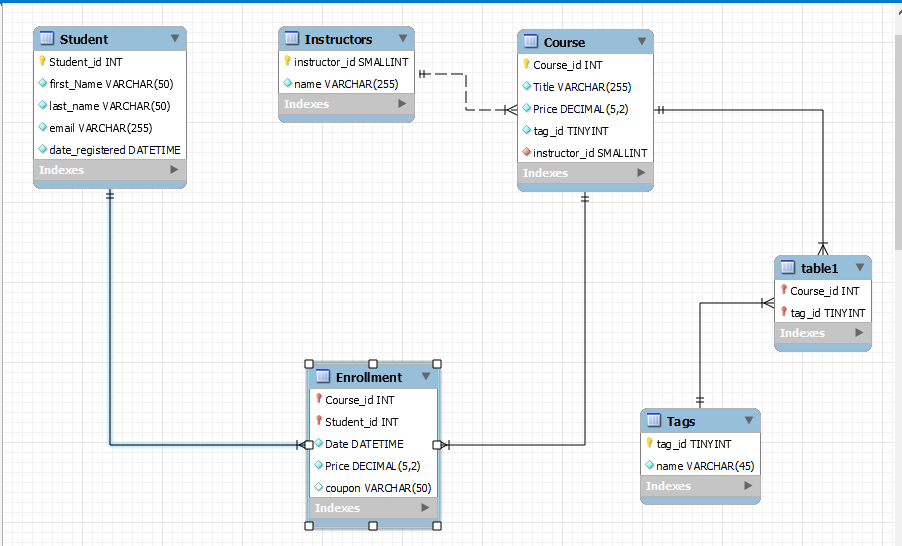 Student
Student_id INT
first_Name VARCHAR(50)
last_name VARCHAR(50)
email VARCHAR(255)
date_registered DATETIME
Indexes
Instructors
instructor_id SMALLINT
name VARCHAR(255)
Indexes
Course
Course_id INT
Title VARCHAR(255)
Price DECIMAL(5,2)
tag_id TINYINT
instructor_id SMALLINT
Indexes
table1
Course_id INT
tag_id TINYINT
Indexes
Enrollment
Course_id INT
Student_id INT
Date DATETIME
Price DECIMAL(5,2)
coupon VARCHAR(50)
Indexes
Tags
tag_id TINYINT
name VARCHAR(45)
Indexes